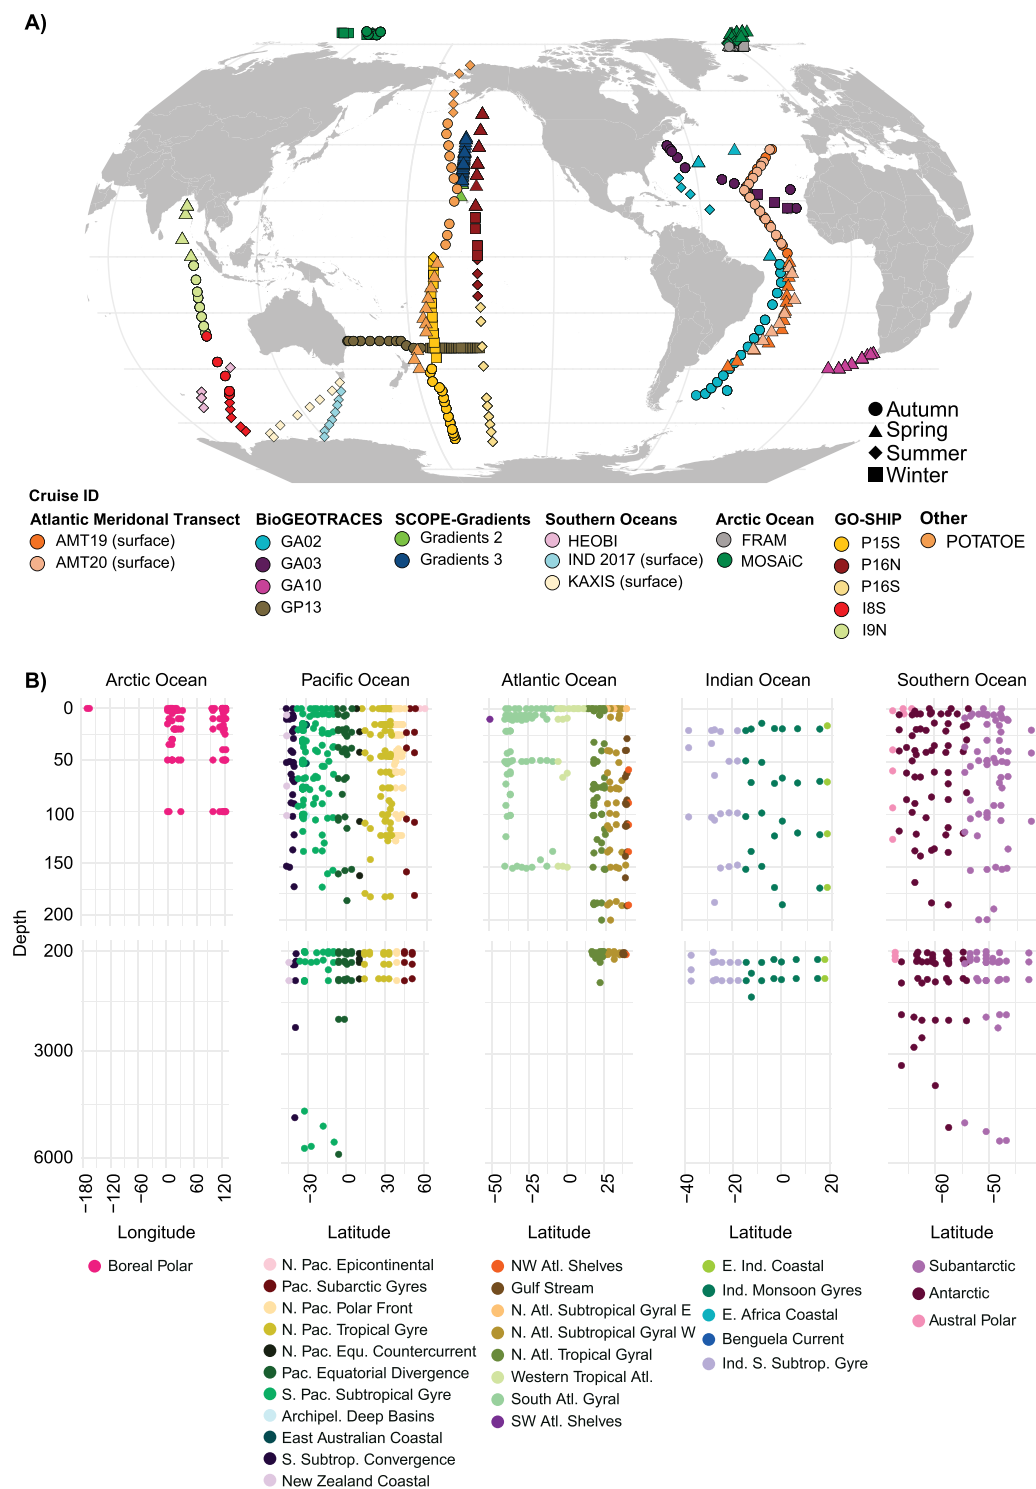 A)
Autumn
Spring
Summer
Winter
Cruise ID
Atlantic Meridonal Transect
AMT19 (surface)
AMT20 (surface)
BioGEOTRACES
GA02
GA03
GA10
GP13
SCOPE-Gradients
Gradients 2
Gradients 3
Southern Oceans
HEOBI
IND 2017 (surface)
KAXIS (surface)
Arctic Ocean
FRAM
MOSAiC
GO-SHIP
P15S
P16N
P16S
I8S
I9N
Other
POTATOE
B)
Arctic Ocean
Pacific Ocean
Atlantic Ocean
Indian Ocean
Southern Ocean
Depth
0
50
100
150
200
200
3000
6000
−180
−120
−60
0
60
120
−30
0
30
60
−50
−25
0
25
−40
−20
0
20
−60
−50
Longitude
Latitude
Latitude
Latitude
Latitude
Boreal Polar
N. Pac. Epicontinental
Pac. Subarctic Gyres
N. Pac. Polar Front
N. Pac. Tropical Gyre
N. Pac. Equ. Countercurrent
Pac. Equatorial Divergence
S. Pac. Subtropical Gyre
Archipel. Deep Basins
East Australian Coastal
S. Subtrop. Convergence
New Zealand Coastal
NW Atl. Shelves
Gulf Stream
N. Atl. Subtropical Gyral E
N. Atl. Subtropical Gyral W
N. Atl. Tropical Gyral
Western Tropical Atl.
South Atl. Gyral
SW Atl. Shelves
E. Ind. Coastal
Ind. Monsoon Gyres
E. Africa Coastal
Benguela Current
Ind. S. Subtrop. Gyre
Subantarctic
Antarctic
Austral Polar